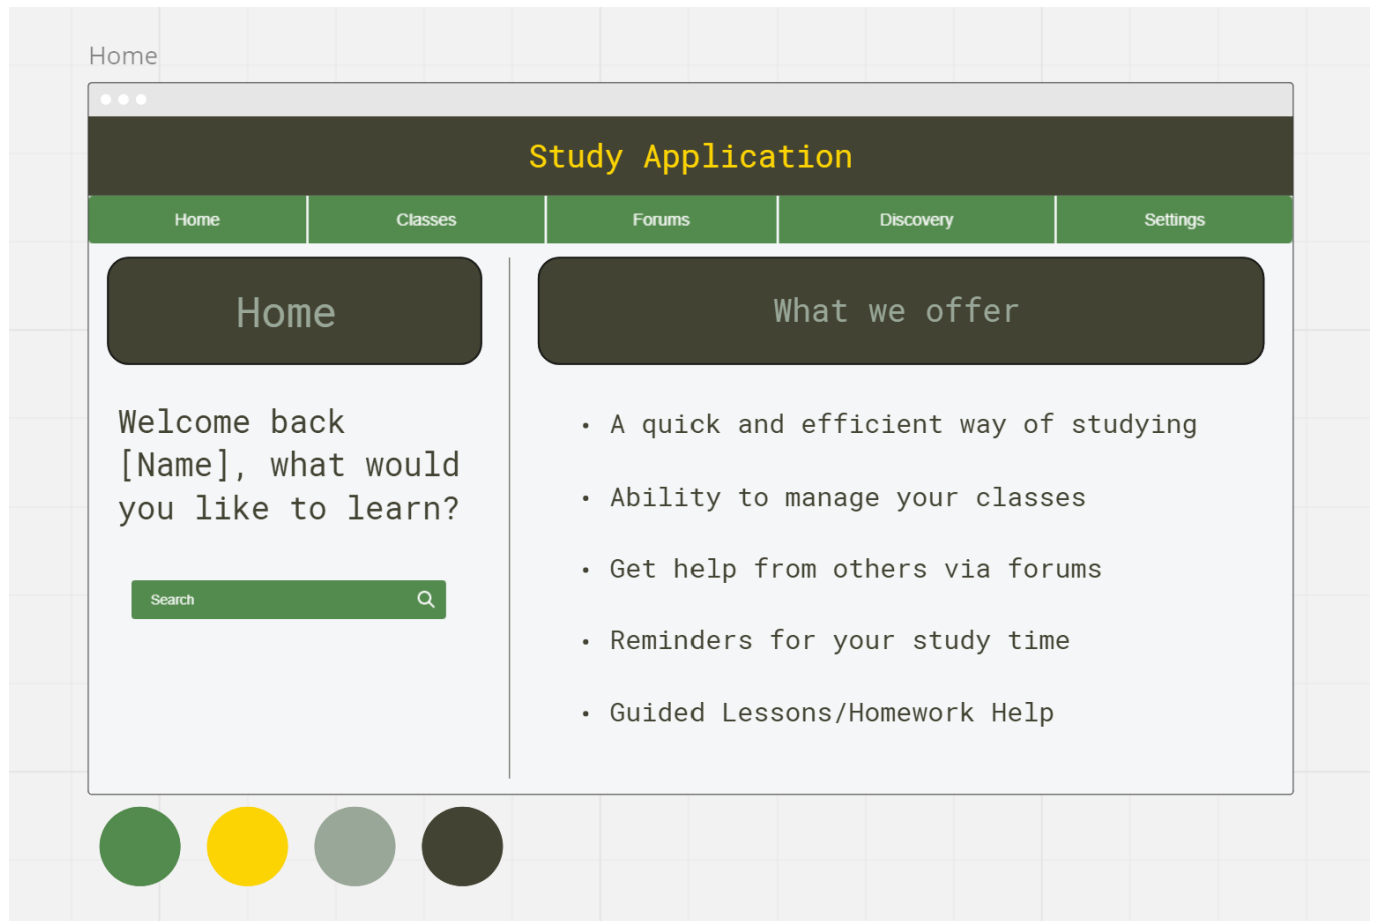 Home
Study Application
Home
Classes
Forums
Discovery
Settings
Home
Welcome back
[Name], what would
you like to learn?
Search
What we offer
• A quick and efficient way of studying
• Ability to manage your classes
• Get help from others via forums
• Reminders for your study time
• Guided Lessons/Homework Help